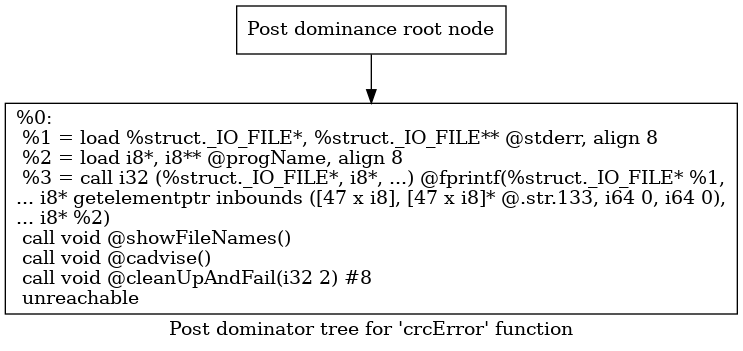 Post dominance root node
%0:
%1 = load %struct._IO_FILE*, %struct._IO_FILE** @stderr, align 8
%2 = load i8*, i8** @progName, align 8
%3 = call i32 (%struct._IO_FILE*, i8*, ...) @fprintf(%struct._IO_FILE* %1,
... i8* getelementptr inbounds ([47 x i8], [47 x i8]* @.str.133, i64 0, i64 0),
... i8* %2)
call void @showFileNames()
call void @cadvise()
call void @cleanUpAndFail(i32 2) #8
unreachable
Post dominator tree for 'crcError' function